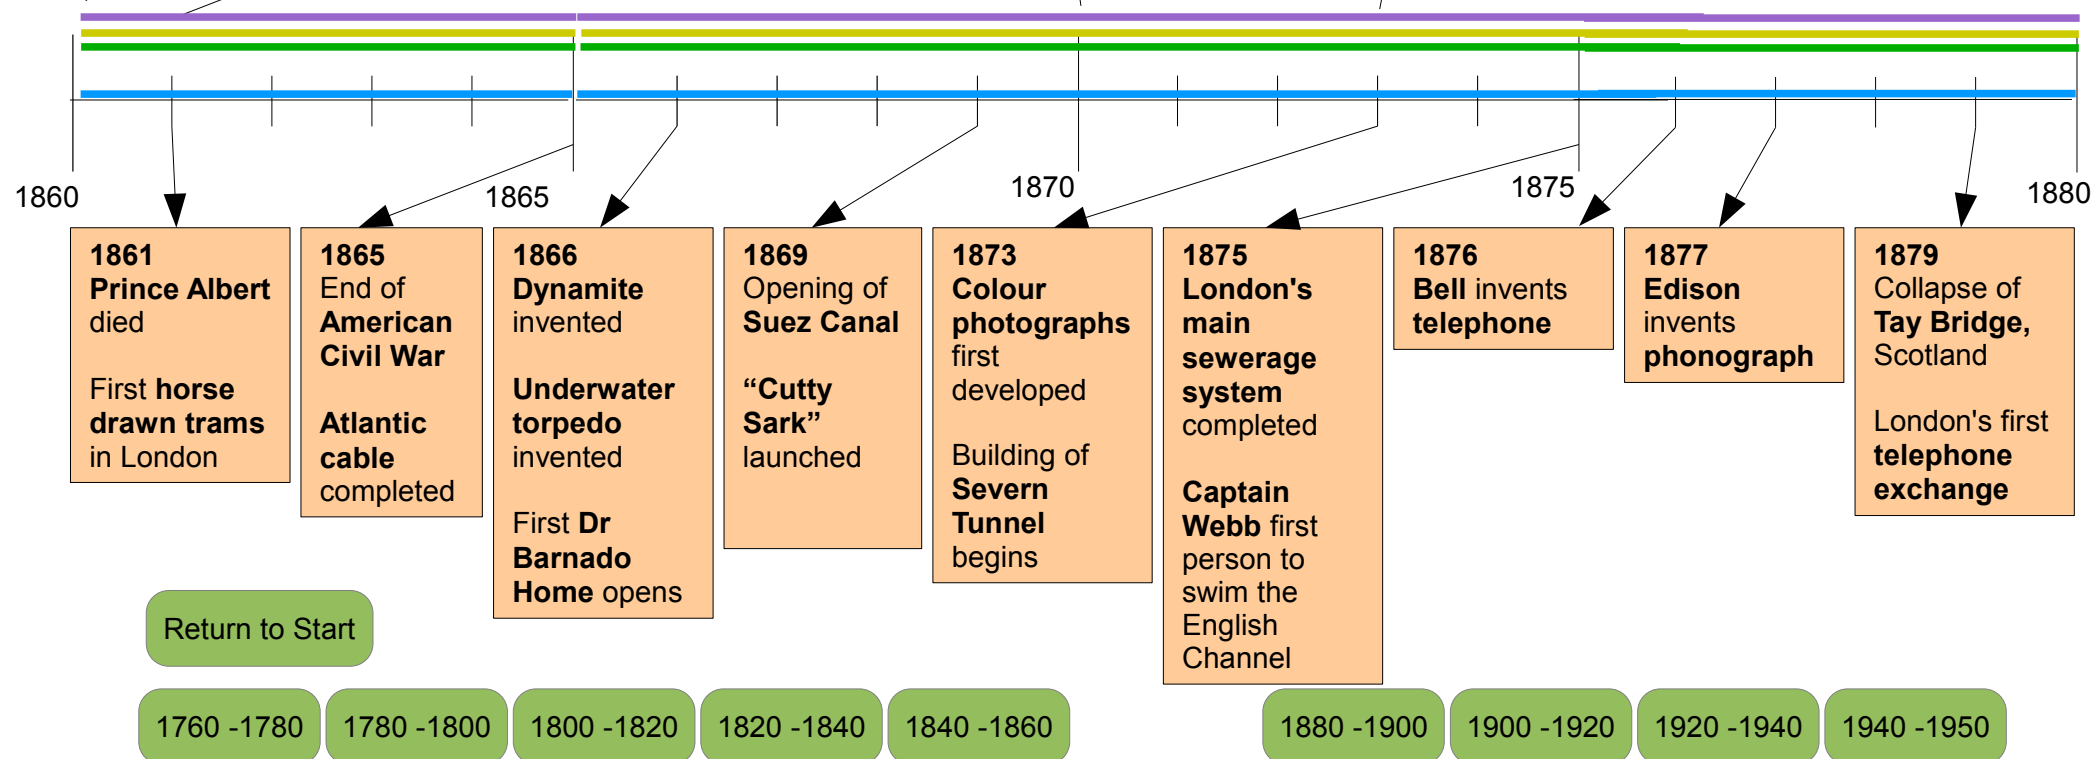 1860
1865
1870
1875
1880
1861
Prince Albert
died
First horse
drawn trams
in London
1865
End of
American
Civil War
Atlantic
cable
completed
1866
Dynamite
invented
Underwater
torpedo
invented
First Dr
Barnado
Home opens
1869
Opening of
Suez Canal
“Cutty
Sark”
launched
1873
Colour
photographs
first
developed
Building of
Severn
Tunnel
begins
1875
London's
main
sewerage
system
completed
Captain
Webb first
person to
swim the
English
Channel
1876
Bell invents
telephone
1877
Edison
invents
phonograph
1879
Collapse of
Tay Bridge,
Scotland
London's first
telephone
exchange
Return to Start
1760 -1780
1780 -1800
1800 -1820
1820 -1840
1840 -1860
1880 -1900
1900 -1920
1920 -1940
1940 -1950